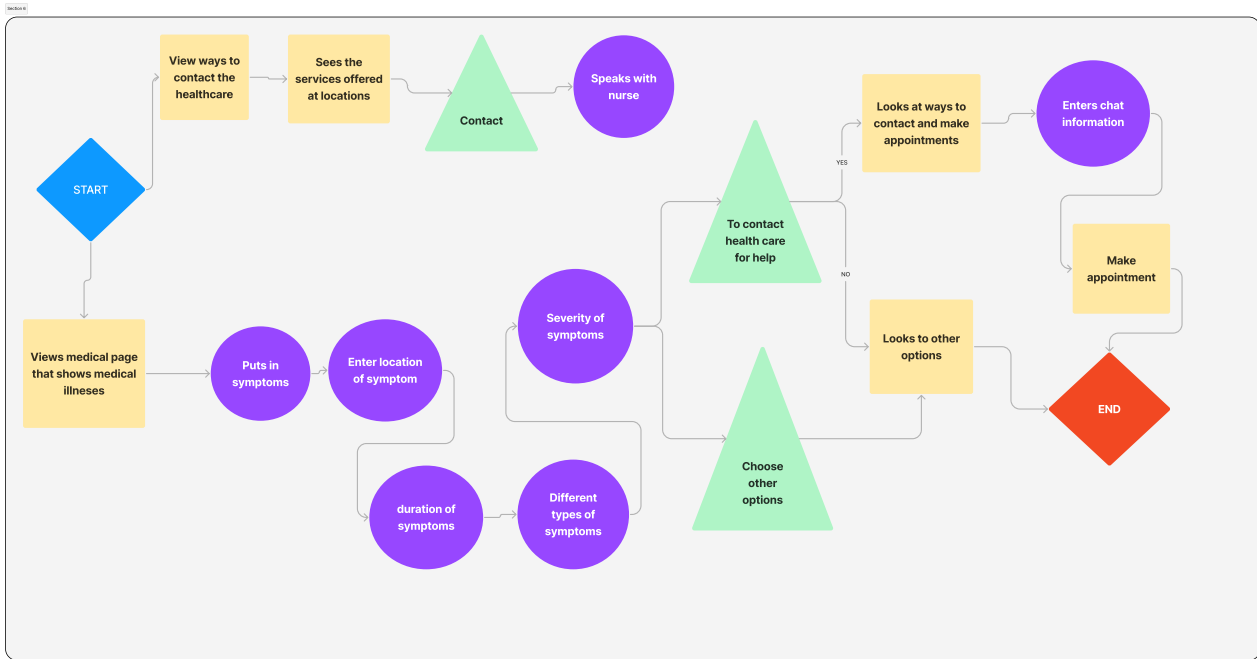 Section 6
View ways to
contact the
healthcare
Sees the
services offered
at locations
Contact
Speaks with
nurse
START
Looks at ways to
contact and make
appointments
Enters chat
information
YES
To contact
health care
for help
NO
Make
appointment
Views medical page
that shows medical
illneses
Puts in
symptoms
Enter location
of symptom
Severity of
symptoms
Looks to other
options
END
Choose
other
options
duration of
symptoms
Different
types of
symptoms